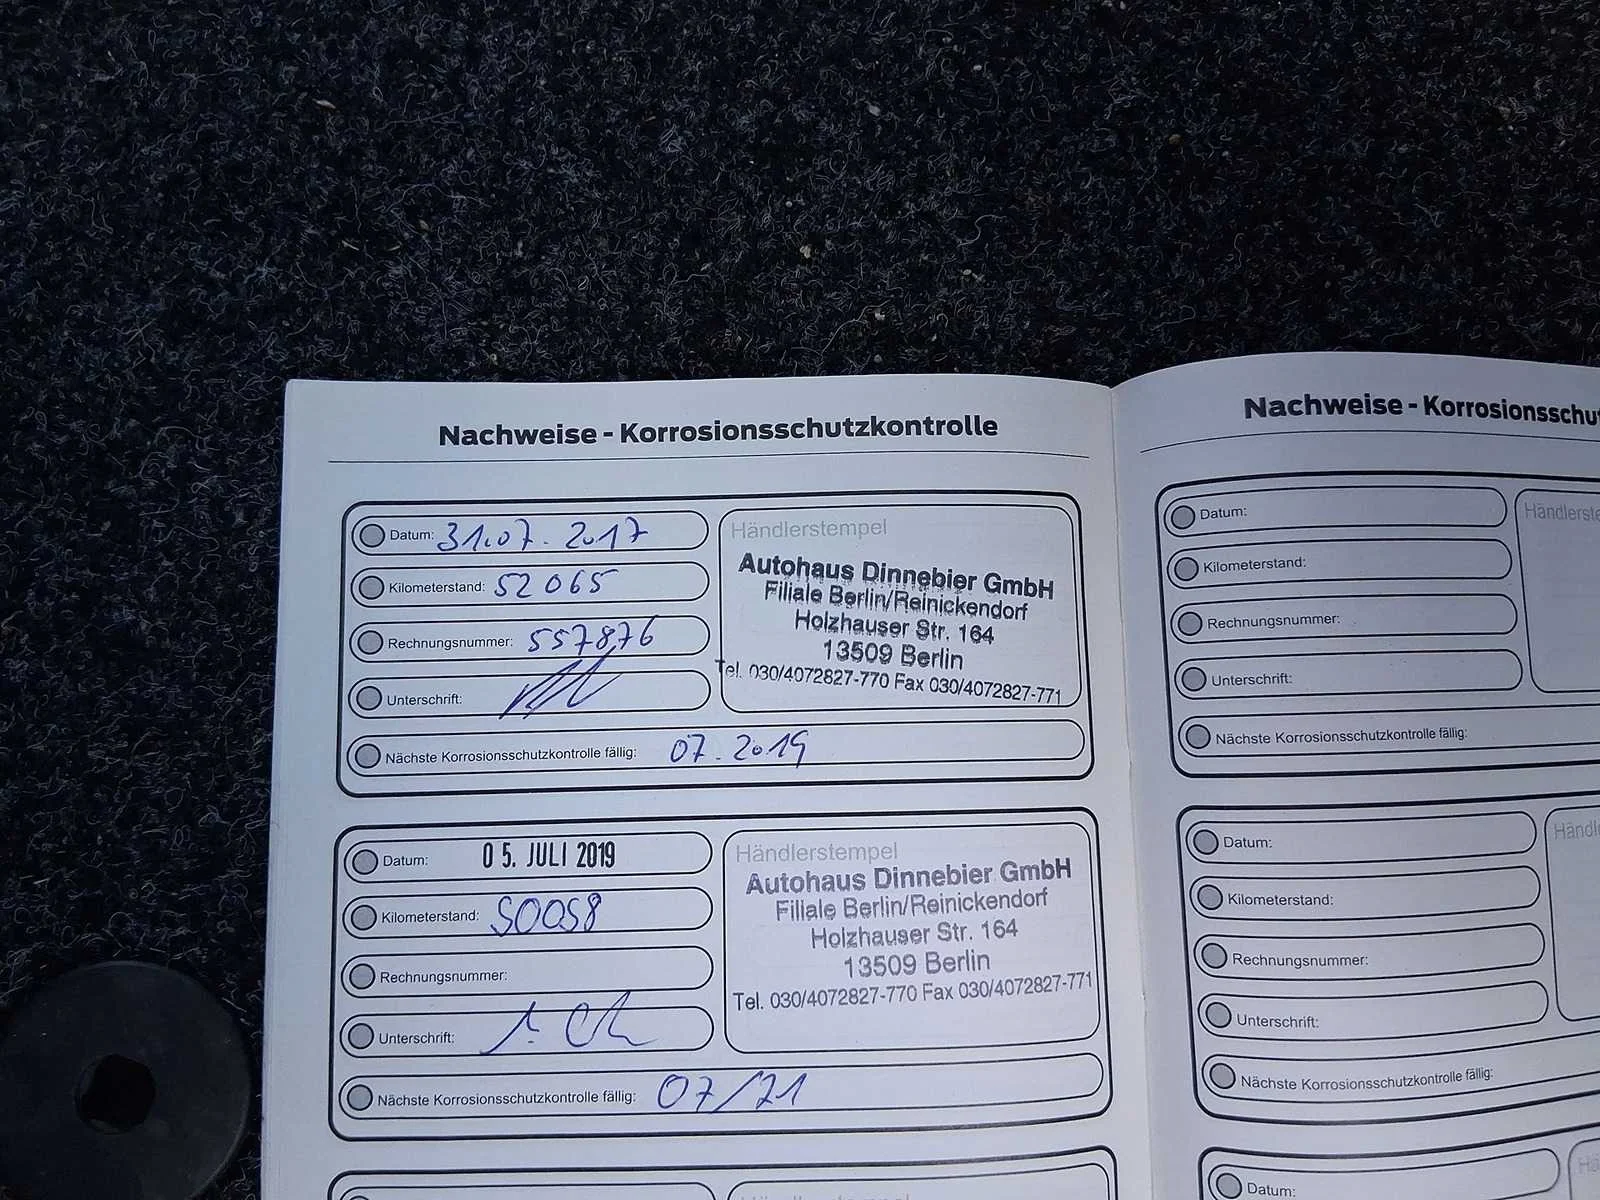 Nachweise - Korrosionsschutzkontrolle
Datum: 31.07.2017
Kilometerstand: 52065
Rechnungsnummer: 557876
Unterschrift:
Nächste Korrosionsschutzkontrolle fällig: 07.2019
Händlerstempel
Autohaus Dinnebier GmbH
Filiale Berlin/Reinickendorf
Holzhauser Str. 164
13509 Berlin
Tel. 030/4072827-770 Fax 030/4072827-771
Datum: 05. JULI 2019
Kilometerstand: 50058
Rechnungsnummer:
Unterschrift:
Nächste Korrosionsschutzkontrolle fällig: 07/21
Händlerstempel
Autohaus Dinnebier GmbH
Filiale Berlin/Reinickendorf
Holzhauser Str. 164
13509 Berlin
Tel. 030/4072827-770 Fax 030/4072827-771
Nachweise - Korrosionsschu
Datum:
Kilometerstand:
Rechnungsnummer:
Unterschrift:
Nächste Korrosionsschutzkontrolle fällig:
Händlerste
Datum:
Kilometerstand:
Rechnungsnummer:
Unterschrift:
Nächste Korrosionsschutzkontrolle fällig:
Händl
Datum:
Hä